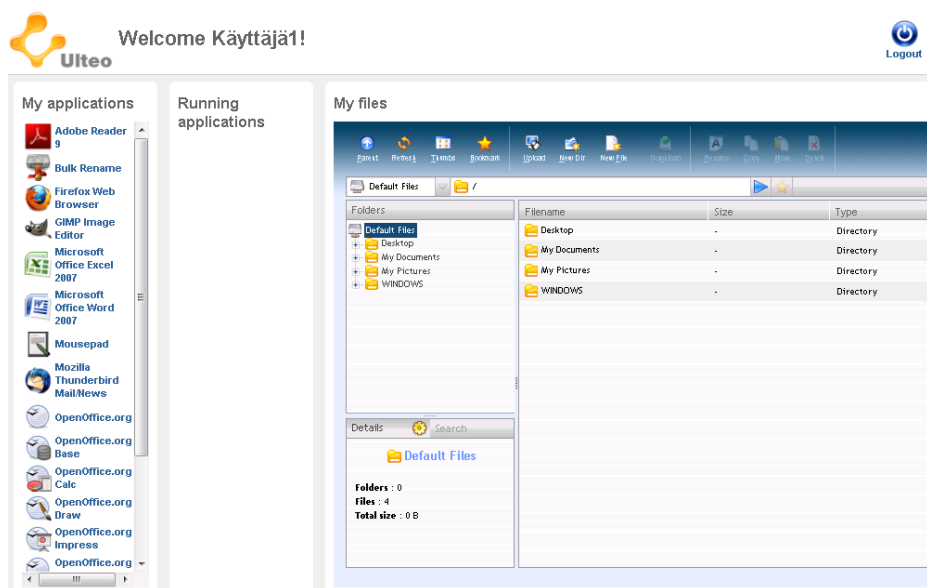 Ulteo
Welcome Käyttäjä1!
Logout
My applications
Adobe Reader
9
Bulk Rename
Firefox Web
Browser
GIMP Image
Editor
Microsoft
Office Excel
2007
Microsoft
Office Word
2007
Mousepad
Mozilla
Thunderbird
Mail/News
OpenOffice.org
OpenOffice.org
Base
OpenOffice.org
Calc
OpenOffice.org
Draw
OpenOffice.org
Impress
OpenOffice.org
Running
applications
My files
Parent Refresh Thumbs Bookmark Upload New Dir New File Download Rename Copy Move Delete
Default Files /
Folders
Default Files
Desktop
My Documents
My Pictures
WINDOWS
Filename Size Type
Desktop - Directory
My Documents - Directory
My Pictures - Directory
WINDOWS - Directory
Details Search
Default Files
Folders : 0
Files : 4
Total size : 0 B